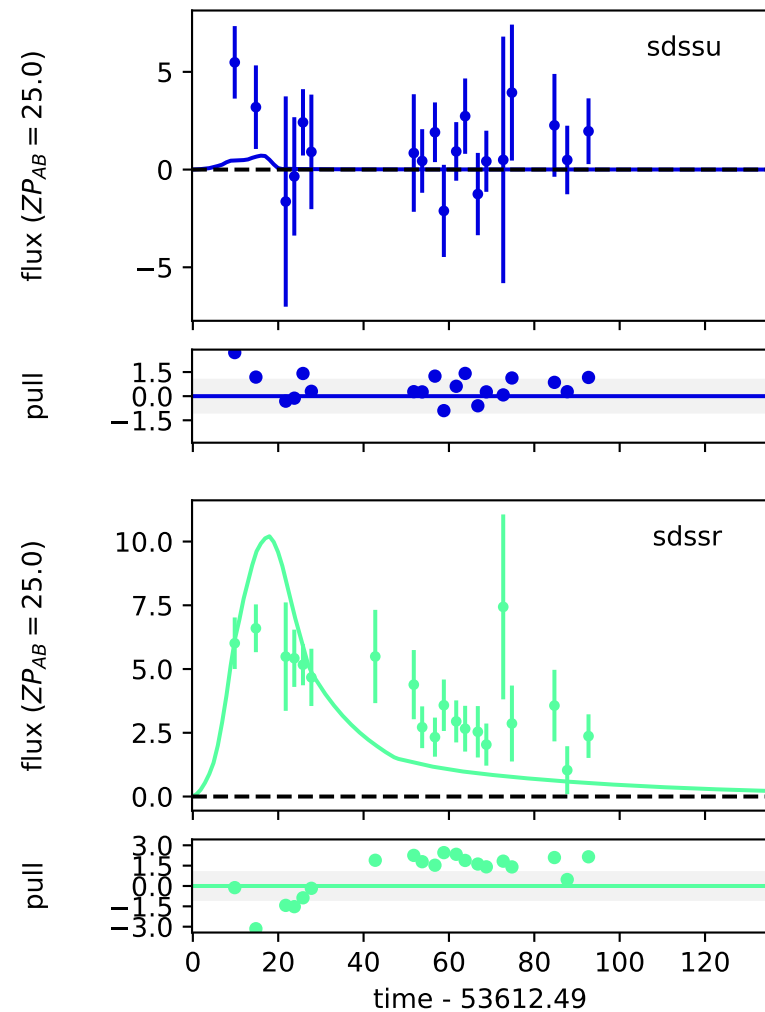 sdssu
flux (ZP_AB = 25.0)
5
0
−5
pull
1.5
0.0
−1.5
sdssr
flux (ZP_AB = 25.0)
10.0
7.5
5.0
2.5
0.0
pull
3.0
1.5
0.0
−1.5
−3.0
0 20 40 60 80 100 120
time - 53612.49